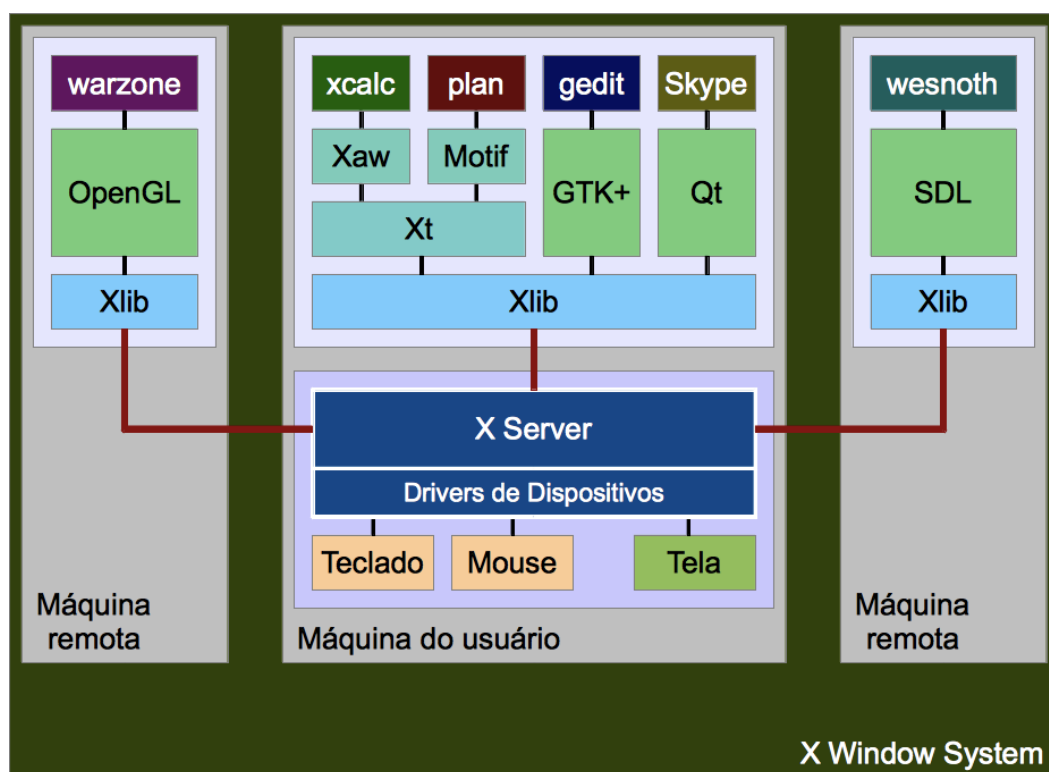 warzone
OpenGL
Xlib
Máquina
remota
xcalc
plan
gedit
Skype
Xaw
Motif
GTK+
Qt
Xt
Xlib
X Server
Drivers de Dispositivos
Teclado
Mouse
Tela
Máquina do usuário
wesnoth
SDL
Xlib
Máquina
remota
X Window System